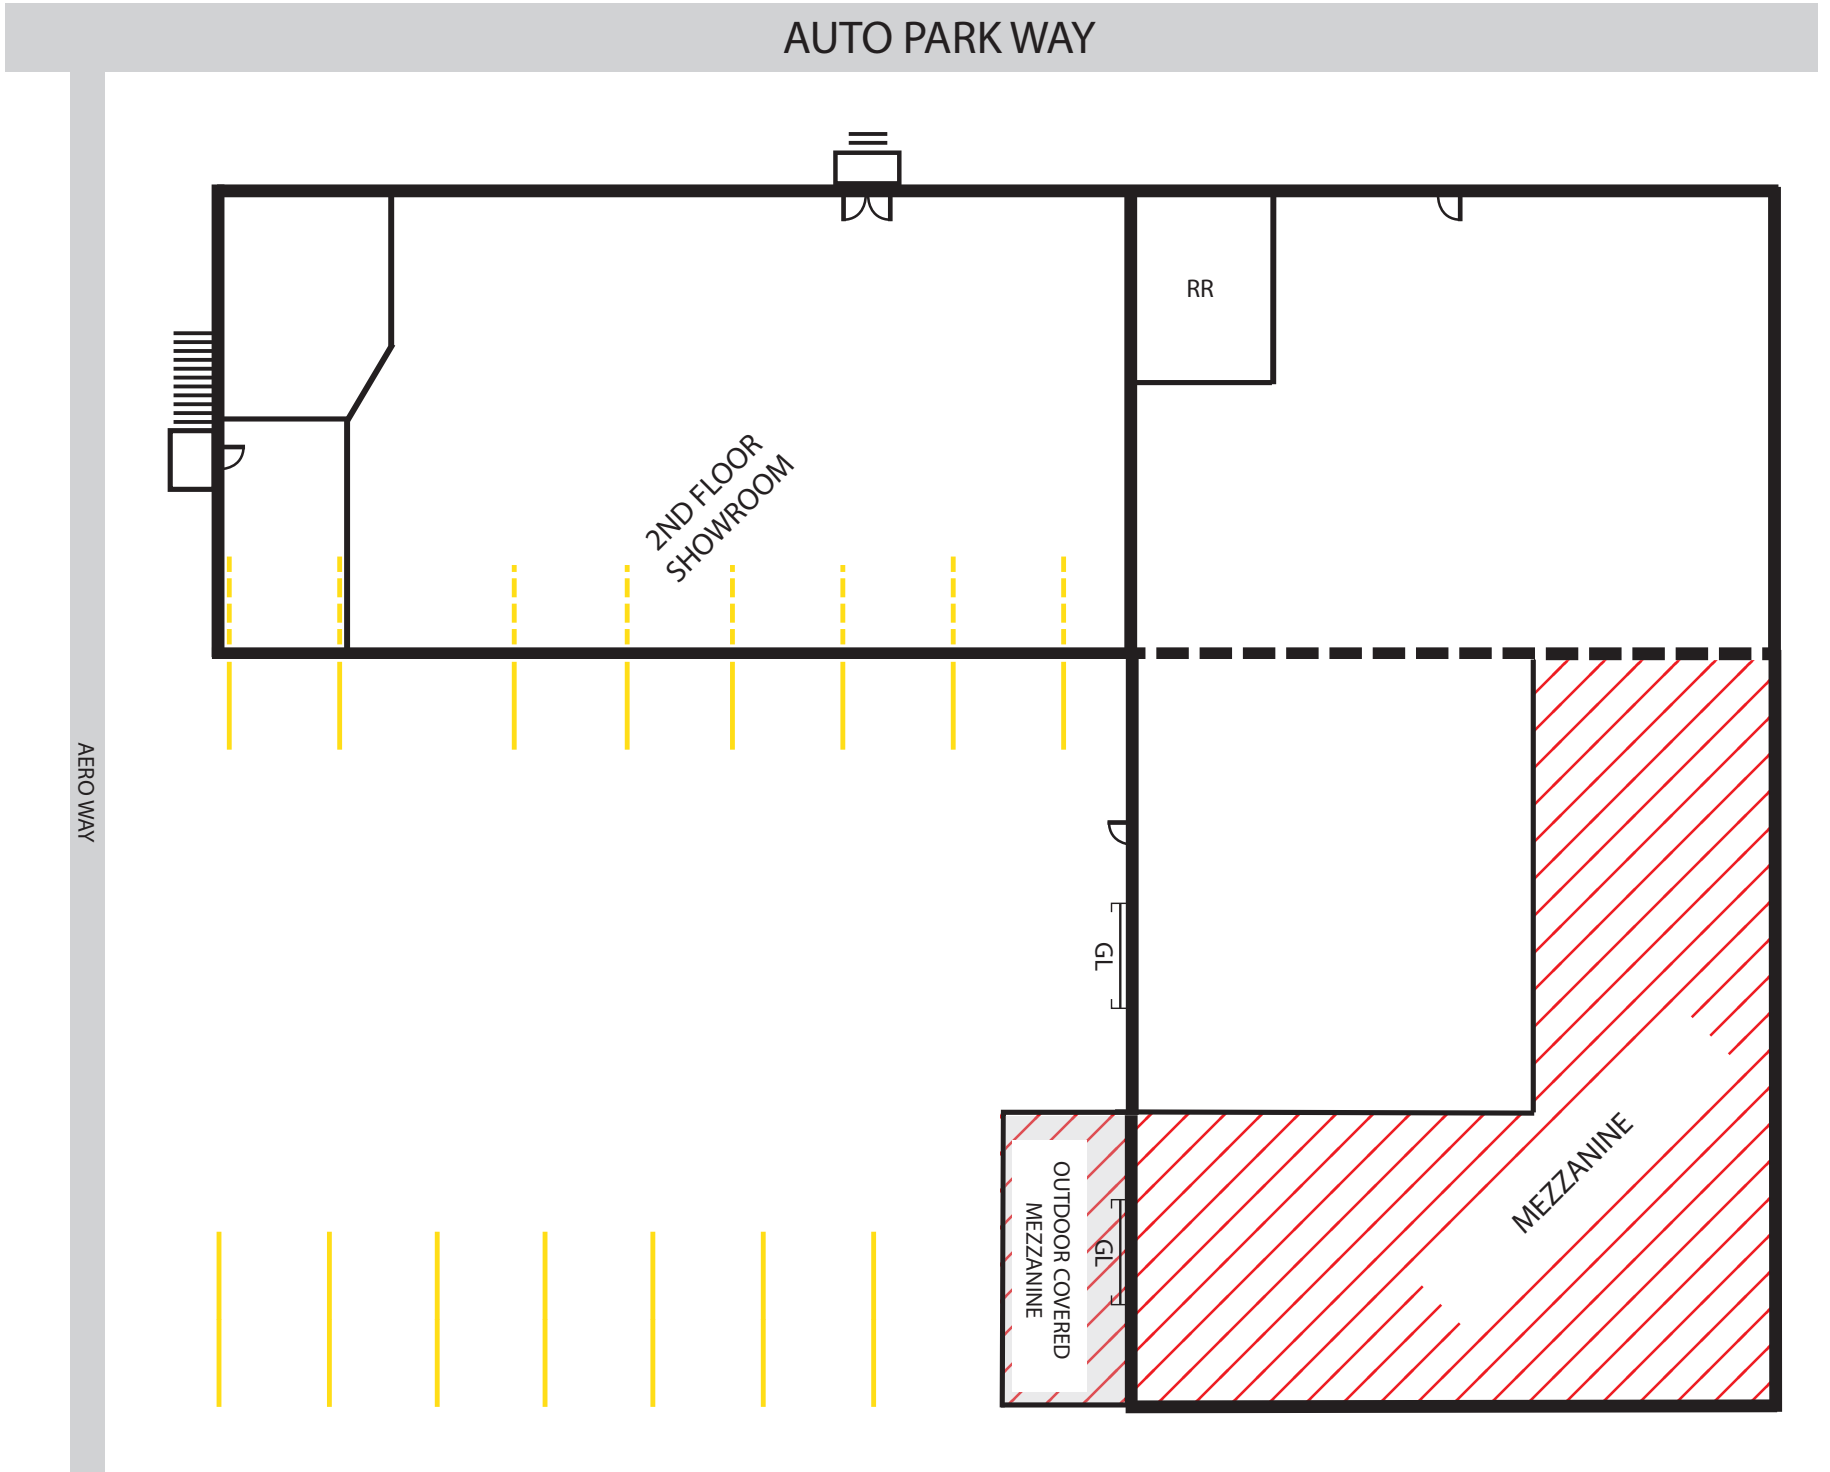 AUTO PARK WAY
RR
2ND FLOOR
SHOWROOM
AERO WAY
GL
MEZZANINE
OUTDOOR COVERED
MEZZANINE
GL